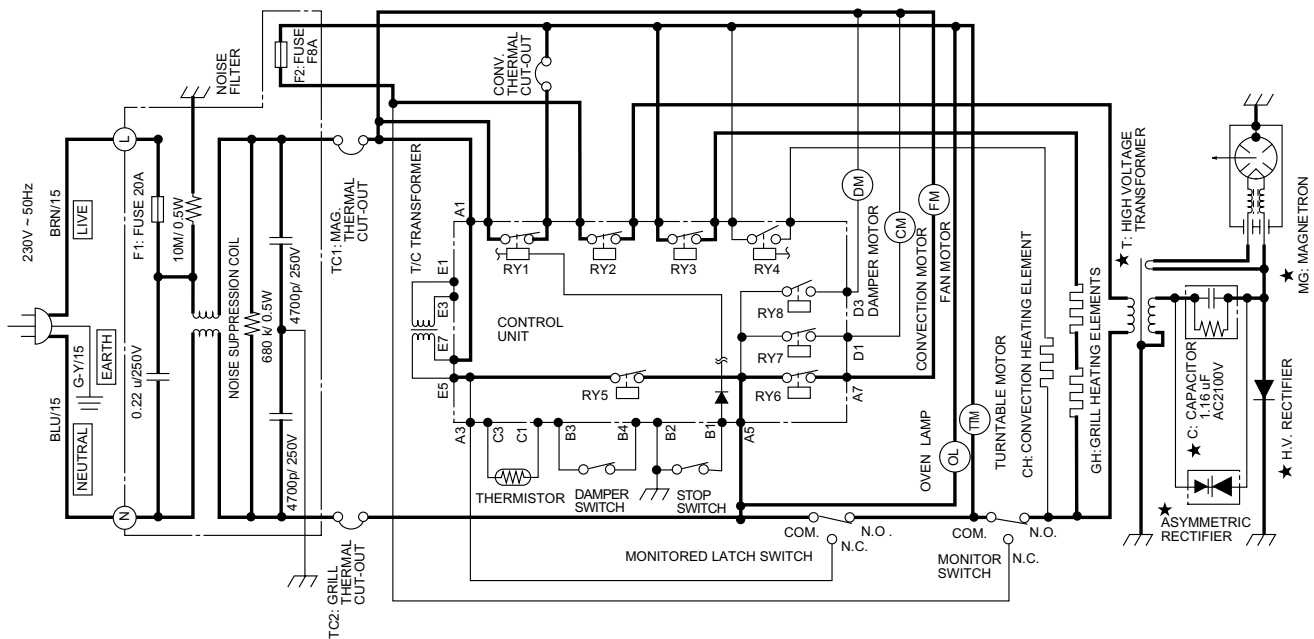 230V ~ 50Hz
BRN/15
LIVE
G-Y/15
EARTH
BLU/15
NEUTRAL
L
N
F1: FUSE 20A
10M/ 0.5W
0.22 u/250V
NOISE
FILTER
NOISE SUPPRESSION COIL
680 k/ 0.5W
4700p/ 250V
4700p/ 250V
F2: FUSE
F8A
TC1: MAG.
THERMAL
CUT-OUT
TC2: GRILL
THERMAL
CUT-OUT
T/C TRANSFORMER
CONV.
THERMAL
CUT-OUT
A1
E1
E3
E7
E5
CONTROL
UNIT
RY1
RY2
RY3
RY4
RY8
RY7
RY5
RY6
D3
D1
A7
A3
C3
C1
B3
B4
B2
B1
A5
THERMISTOR
DAMPER
SWITCH
STOP
SWITCH
DM
DAMPER MOTOR
CM
CONVECTION MOTOR
FM
FAN MOTOR
OVEN LAMP
OL
TTM
TURNTABLE MOTOR
CH: CONVECTION HEATING ELEMENT
GH: GRILL HEATING ELEMENTS
COM.
N.O .
N.C.
MONITORED LATCH SWITCH
COM.
N.O.
N.C.
MONITOR
SWITCH
★ T: HIGH VOLTAGE
TRANSFORMER
★ C: CAPACITOR
1.16 uF
AC2100V
★
ASYMMETRIC
RECTIFIER
★ H.V. RECTIFIER
★
MG: MAGNETRON